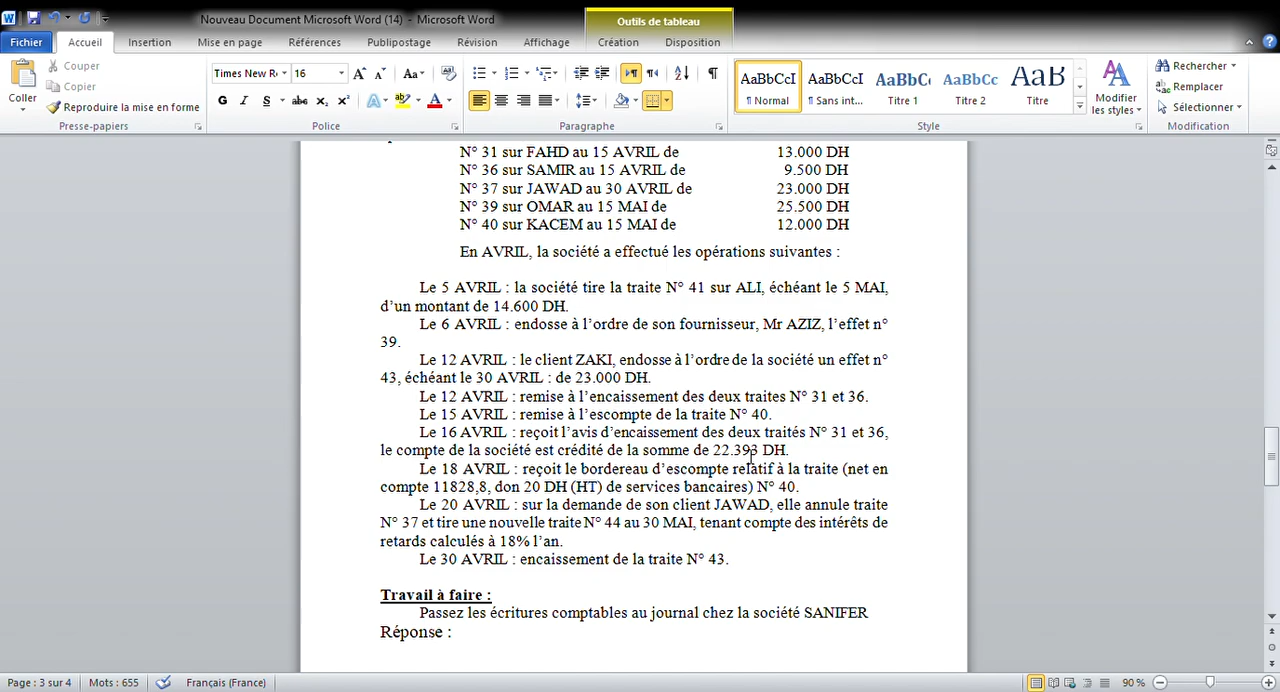 Nouveau Document Microsoft Word (14) - Microsoft Word
Outils de tableau
Fichier Accueil Insertion Mise en page Références Publipostage Révision Affichage Création Disposition
Coller
Couper
Copier
Reproduire la mise en forme
Presse-papiers
Times New R 16
G I S abc x₂ x² A ab A
Police
Paragraphe
AaBbCcI AaBbCcI AaBbC AaBbCc AaB
¶ Normal ¶ Sans int... Titre 1 Titre 2 Titre
Modifier
les styles
Style
Rechercher
Remplacer
Sélectionner
Modification
N° 31 sur FAHD au 15 AVRIL de 13.000 DH
N° 36 sur SAMIR au 15 AVRIL de 9.500 DH
N° 37 sur JAWAD au 30 AVRIL de 23.000 DH
N° 39 sur OMAR au 15 MAI de 25.500 DH
N° 40 sur KACEM au 15 MAI de 12.000 DH
En AVRIL, la société a effectué les opérations suivantes :
Le 5 AVRIL : la société tire la traite N° 41 sur ALI, échéant le 5 MAI,
d’un montant de 14.600 DH.
Le 6 AVRIL : endosse à l’ordre de son fournisseur, Mr AZIZ, l’effet n°
39.
Le 12 AVRIL : le client ZAKI, endosse à l’ordre de la société un effet n°
43, échéant le 30 AVRIL : de 23.000 DH.
Le 12 AVRIL : remise à l’encaissement des deux traites N° 31 et 36.
Le 15 AVRIL : remise à l’escompte de la traite N° 40.
Le 16 AVRIL : reçoit l’avis d’encaissement des deux traités N° 31 et 36,
le compte de la société est crédité de la somme de 22.393 DH.
Le 18 AVRIL : reçoit le bordereau d’escompte relatif à la traite (net en
compte 11828,8, don 20 DH (HT) de services bancaires) N° 40.
Le 20 AVRIL : sur la demande de son client JAWAD, elle annule traite
N° 37 et tire une nouvelle traite N° 44 au 30 MAI, tenant compte des intérêts de
retards calculés à 18% l’an.
Le 30 AVRIL : encaissement de la traite N° 43.
Travail à faire :
Passez les écritures comptables au journal chez la société SANIFER
Réponse :
Page : 3 sur 4 Mots : 655 Français (France) 90 %